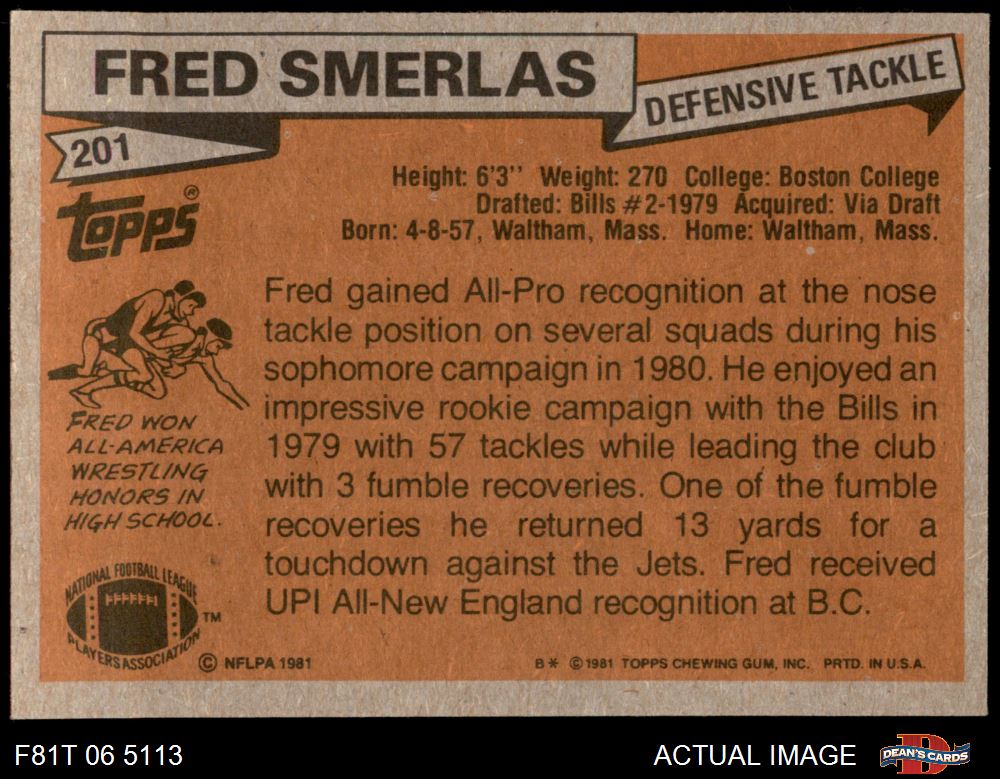 FRED SMERLAS
DEFENSIVE TACKLE
201
topps®
Height: 6'3'' Weight: 270 College: Boston College
Drafted: Bills #2-1979 Acquired: Via Draft
Born: 4-8-57, Waltham, Mass. Home: Waltham, Mass.
Fred gained All-Pro recognition at the nose
tackle position on several squads during his
sophomore campaign in 1980. He enjoyed an
impressive rookie campaign with the Bills in
1979 with 57 tackles while leading the club
with 3 fumble recoveries. One of the fumble
recoveries he returned 13 yards for a
touchdown against the Jets. Fred received
UPI All-New England recognition at B.C.
FRED WON
ALL-AMERICA
WRESTLING
HONORS IN
HIGH SCHOOL.
NATIONAL FOOTBALL LEAGUE
PLAYERS ASSOCIATION
TM
© NFLPA 1981
B* © 1981 TOPPS CHEWING GUM, INC. PRTD. IN U.S.A.
F81T 06 5113
ACTUAL IMAGE
DEAN'S CARDS